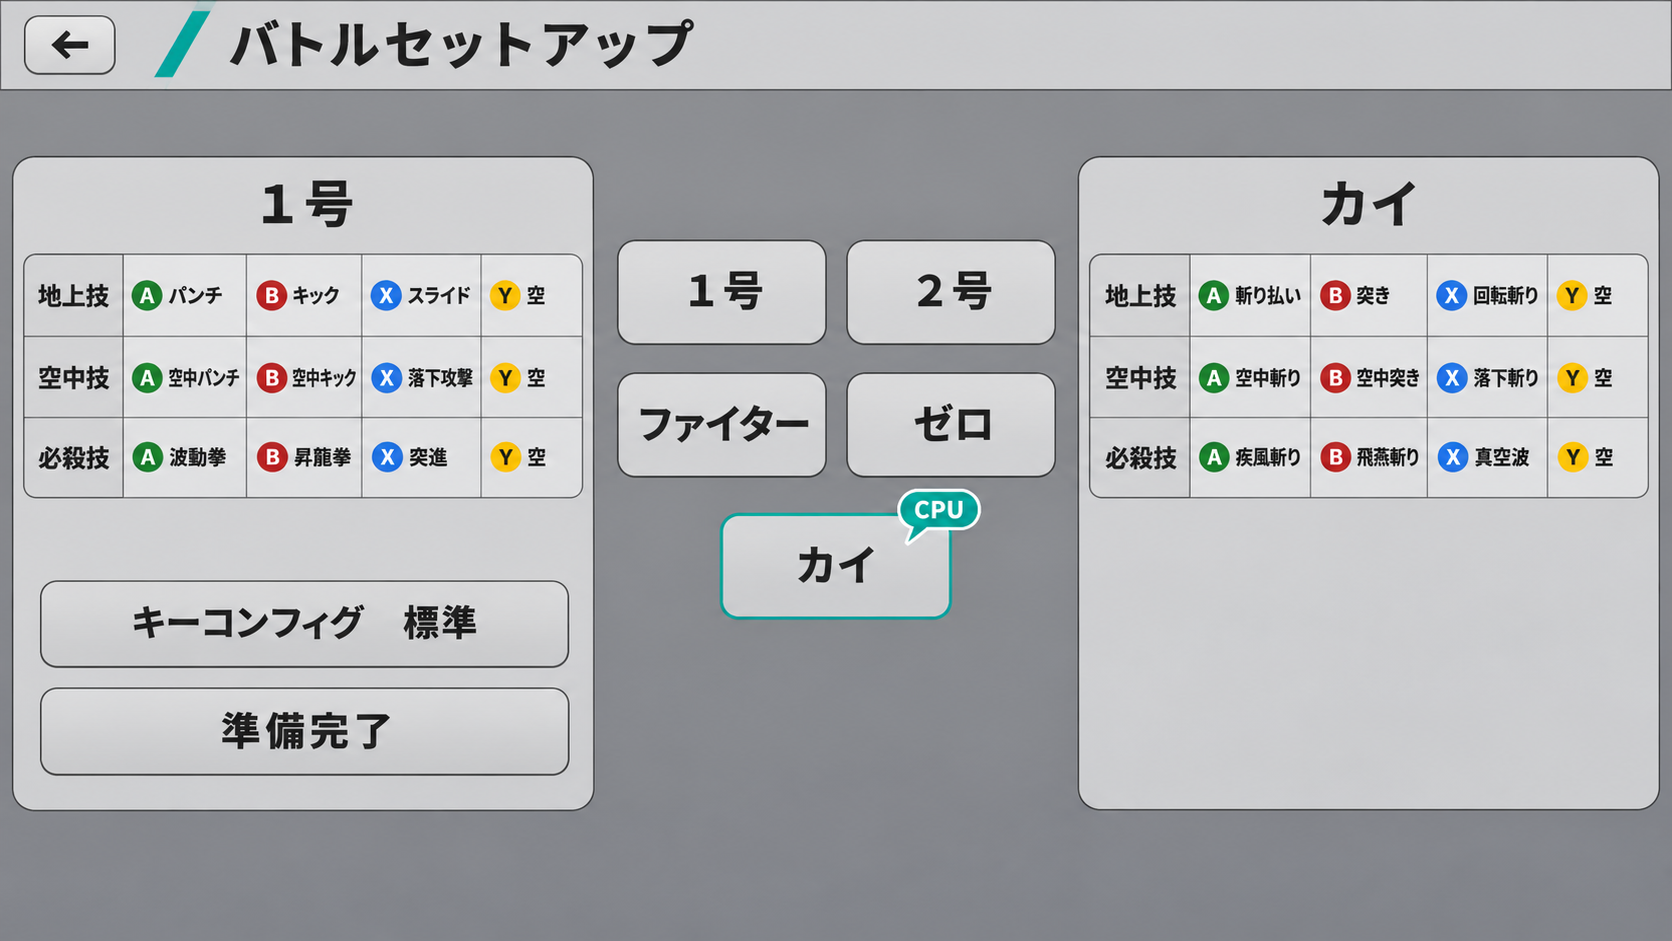 バトルセットアップ
１号
地上技 A パンチ B キック X スライド Y 空
空中技 A 空中パンチ B 空中キック X 落下攻撃 Y 空
必殺技 A 波動拳 B 昇龍拳 X 突進 Y 空
キーコンフィグ　標準
準備完了
１号 ２号
ファイター ゼロ
CPU
カイ
カイ
地上技 A 斬り払い B 突き X 回転斬り Y 空
空中技 A 空中斬り B 空中突き X 落下斬り Y 空
必殺技 A 疾風斬り B 飛燕斬り X 真空波 Y 空